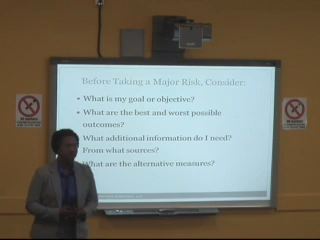 Before Taking a Major Risk, Consider:
• What is my goal or objective?
• What are the best and worst possible
outcomes?
What additional information do I need?
From what sources?
What are the alternative measures?